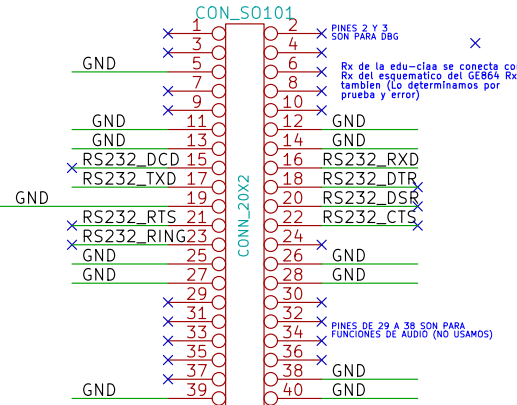 CON_SO101
1 2 PINES 2 Y 3
SON PARA DBG
3 4
GND 5 6 Rx de la edu-ciaa se conecta co
Rx del esquematico del GE864 Rx
7 8 tambien (Lo determinamos por
prueba y error)
9 10
GND 11 12 GND
GND 13 14 GND
RS232_DCD 15 16 RS232_RXD
RS232_TXD 17 18 RS232_DTR
GND 19 20 RS232_DSR
RS232_RTS 21 22 RS232_CTS
RS232_RING 23 24
GND 25 26 GND
GND 27 28 GND
CONN_20X2
29 30
31 32 PINES DE 29 A 38 SON PARA
33 34 FUNCIONES DE AUDIO (NO USAMOS)
35 36
37 38 GND
GND 39 40 GND